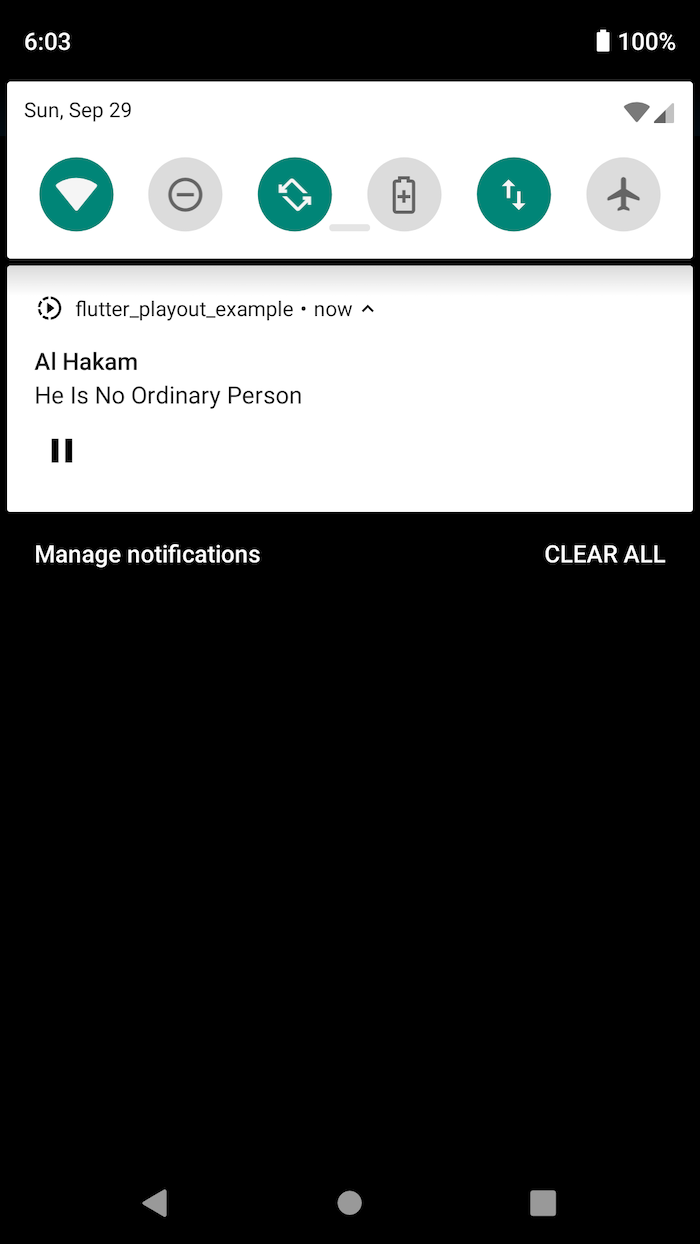 6:03 100%
Sun, Sep 29
flutter_playout_example • now
Al Hakam
He Is No Ordinary Person
Manage notifications CLEAR ALL